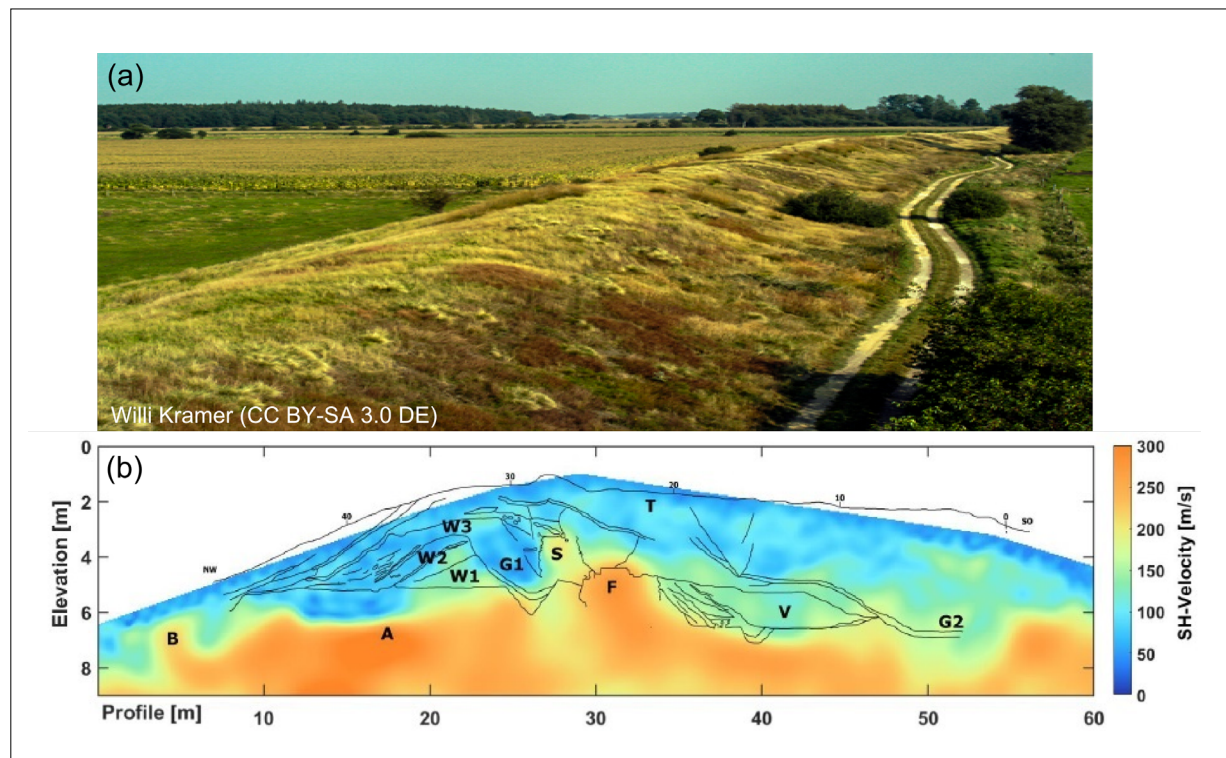 (a)
Willi Kramer (CC BY-SA 3.0 DE)
(b)
0
2
4
6
8
Elevation [m]
Profile [m]
10
20
30
40
50
60
NW
40
30
20
10
0
SO
T
W3
W2
W1
G1
S
F
V
G2
B
A
300
250
200
150
100
50
0
SH-Velocity [m/s]